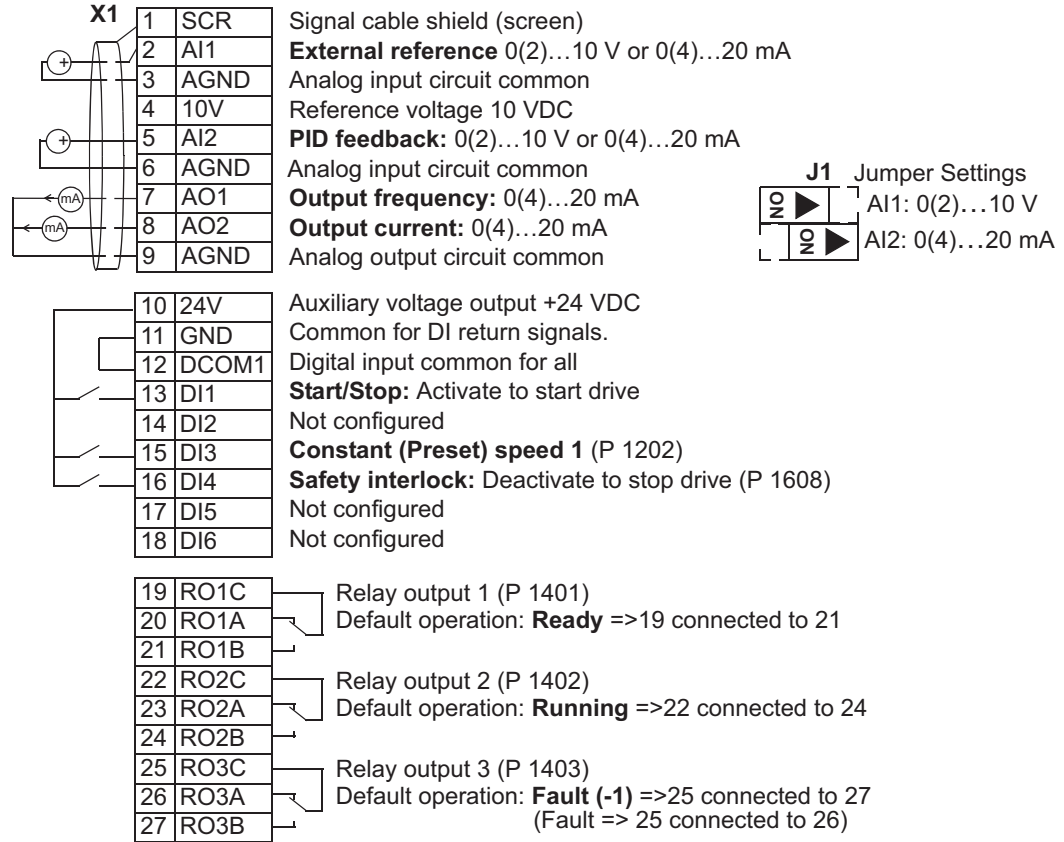 X1
1 SCR Signal cable shield (screen)
2 AI1 External reference 0(2)…10 V or 0(4)…20 mA
+
3 AGND Analog input circuit common
4 10V Reference voltage 10 VDC
5 AI2 PID feedback: 0(2)…10 V or 0(4)…20 mA
+
6 AGND Analog input circuit common
7 AO1 Output frequency: 0(4)…20 mA
mA
8 AO2 Output current: 0(4)…20 mA
mA
9 AGND Analog output circuit common
J1 Jumper Settings
ON AI1: 0(2)…10 V
ON AI2: 0(4)…20 mA
10 24V Auxiliary voltage output +24 VDC
11 GND Common for DI return signals.
12 DCOM1 Digital input common for all
13 DI1 Start/Stop: Activate to start drive
14 DI2 Not configured
15 DI3 Constant (Preset) speed 1 (P 1202)
16 DI4 Safety interlock: Deactivate to stop drive (P 1608)
17 DI5 Not configured
18 DI6 Not configured
19 RO1C Relay output 1 (P 1401)
20 RO1A Default operation: Ready =>19 connected to 21
21 RO1B
22 RO2C Relay output 2 (P 1402)
23 RO2A Default operation: Running =>22 connected to 24
24 RO2B
25 RO3C Relay output 3 (P 1403)
26 RO3A Default operation: Fault (-1) =>25 connected to 27
27 RO3B (Fault => 25 connected to 26)